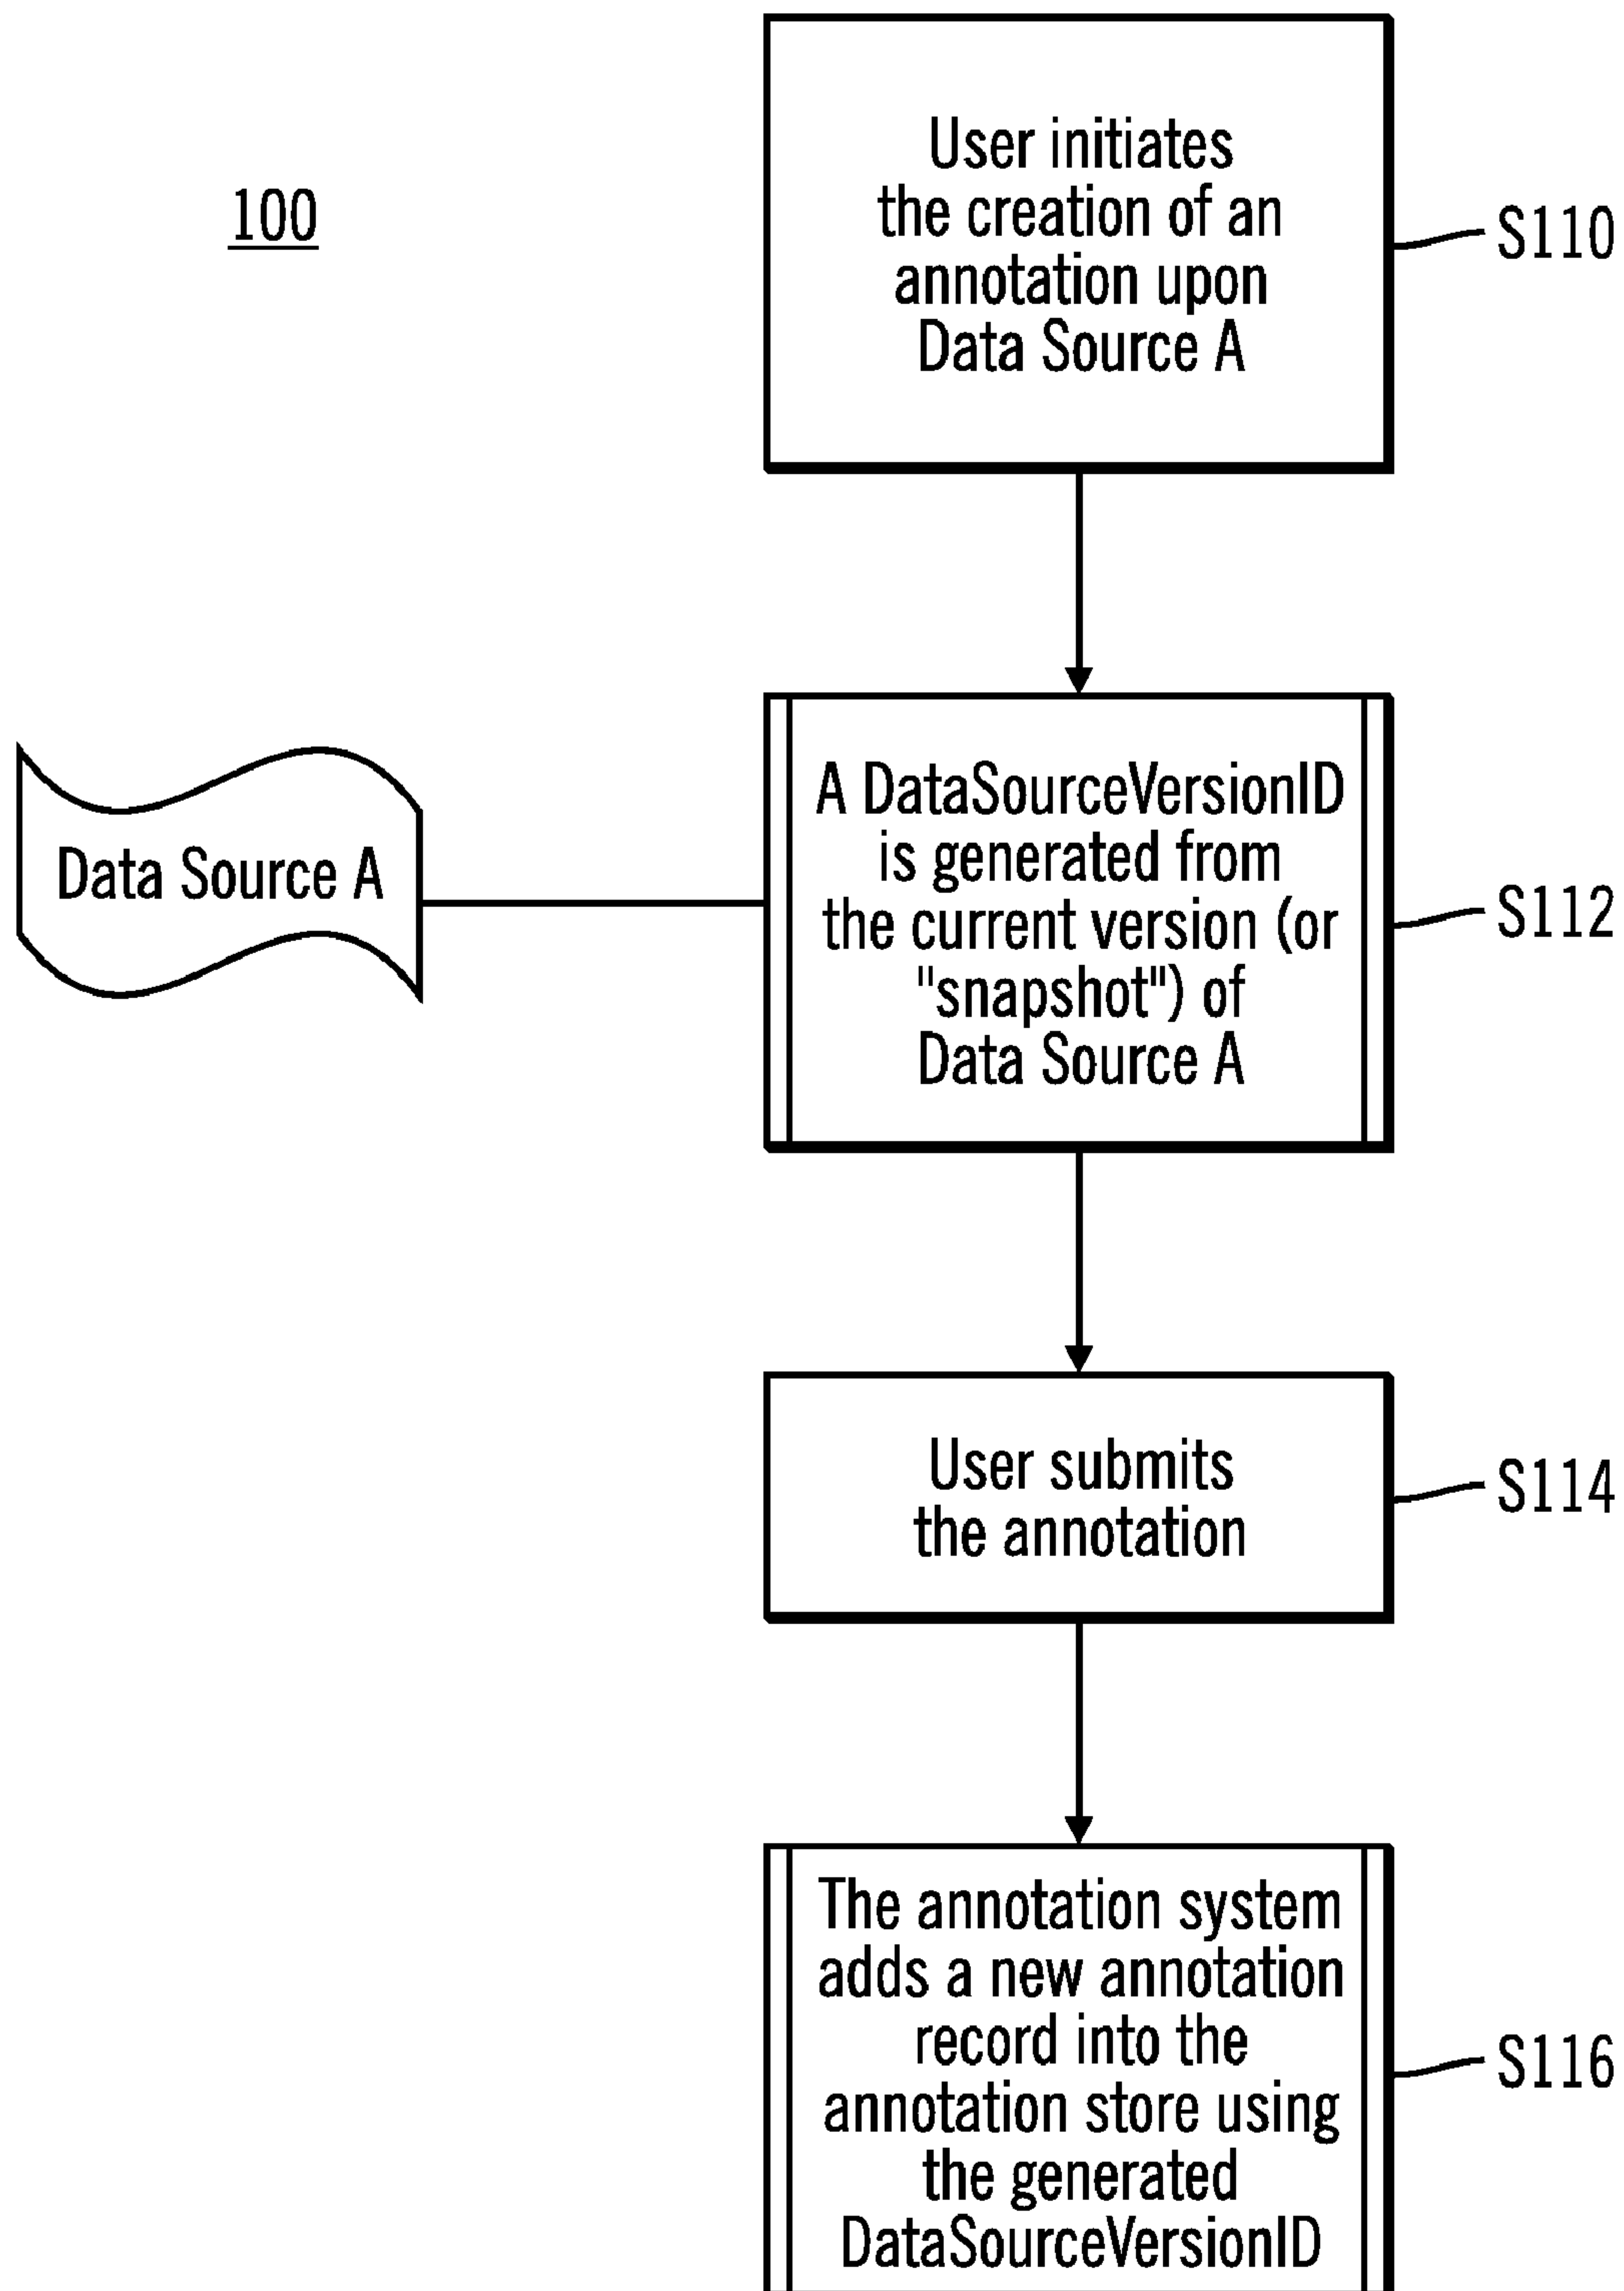 100
User initiates
the creation of an
annotation upon
Data Source A
S110
Data Source A
A DataSourceVersionID
is generated from
the current version (or
"snapshot") of
Data Source A
S112
User submits
the annotation
S114
The annotation system
adds a new annotation
record into the
annotation store using
the generated
DataSourceVersionID
S116